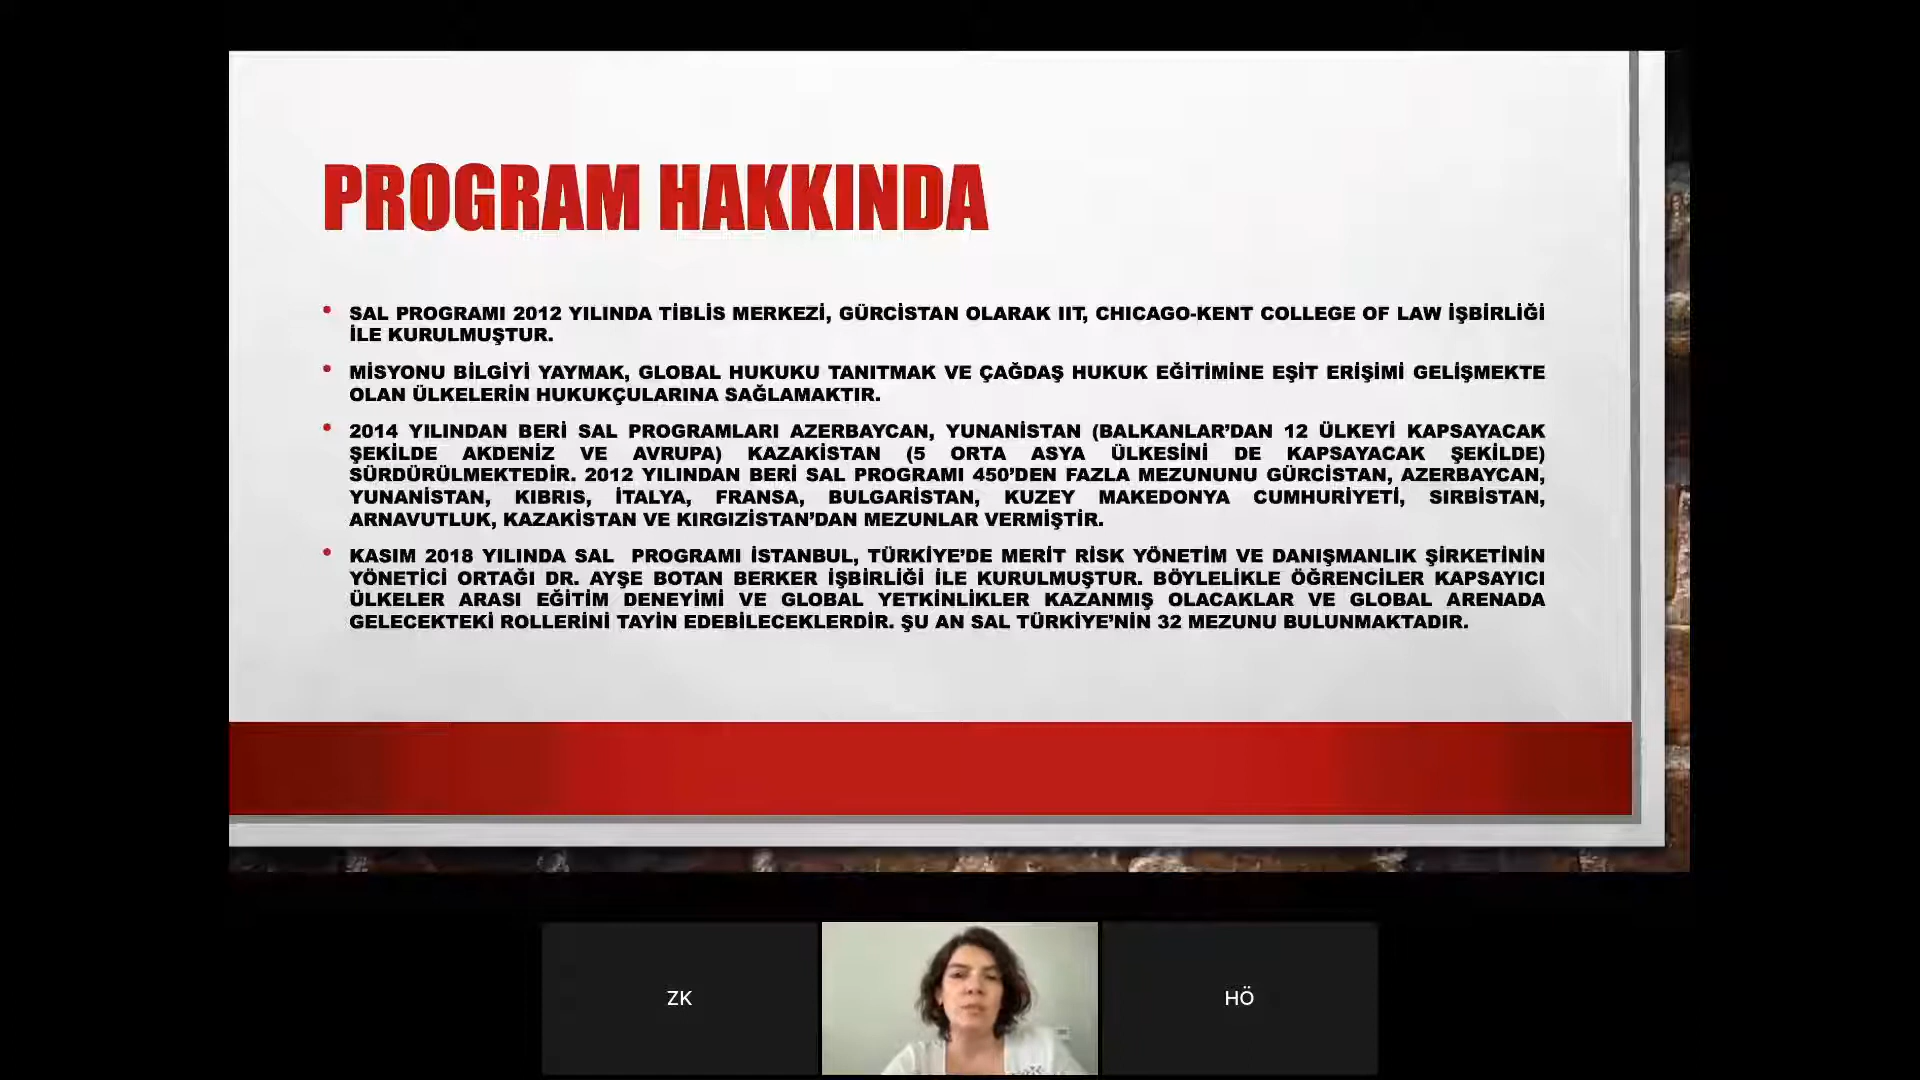 PROGRAM HAKKINDA
• SAL PROGRAMI 2012 YILINDA TİBLİS MERKEZİ, GÜRCİSTAN OLARAK IIT, CHICAGO-KENT COLLEGE OF LAW İŞBİRLİĞİ
İLE KURULMUŞTUR.
• MİSYONU BİLGİYİ YAYMAK, GLOBAL HUKUKU TANITMAK VE ÇAĞDAŞ HUKUK EĞİTİMİNE EŞİT ERİŞİMİ GELİŞMEKTE
OLAN ÜLKELERİN HUKUKÇULARINA SAĞLAMAKTIR.
• 2014 YILINDAN BERİ SAL PROGRAMLARI AZERBAYCAN, YUNANİSTAN (BALKANLAR’DAN 12 ÜLKEYİ KAPSAYACAK
ŞEKİLDE AKDENİZ VE AVRUPA) KAZAKİSTAN (5 ORTA ASYA ÜLKESİNİ DE KAPSAYACAK ŞEKİLDE)
SÜRDÜRÜLMEKTEDİR. 2012 YILINDAN BERİ SAL PROGRAMI 450’DEN FAZLA MEZUNUNU GÜRCİSTAN, AZERBAYCAN,
YUNANİSTAN, KIBRIS, İTALYA, FRANSA, BULGARİSTAN, KUZEY MAKEDONYA CUMHURİYETİ, SIRBİSTAN,
ARNAVUTLUK, KAZAKİSTAN VE KIRGIZİSTAN’DAN MEZUNLAR VERMİŞTİR.
• KASIM 2018 YILINDA SAL PROGRAMI İSTANBUL, TÜRKİYE’DE MERİT RİSK YÖNETİM VE DANIŞMANLIK ŞİRKETİNİN
YÖNETİCİ ORTAĞI DR. AYŞE BOTAN BERKER İŞBİRLİĞİ İLE KURULMUŞTUR. BÖYLELİKLE ÖĞRENCİLER KAPSAYICI
ÜLKELER ARASI EĞİTİM DENEYİMİ VE GLOBAL YETKİNLİKLER KAZANMIŞ OLACAKLAR VE GLOBAL ARENADA
GELECEKTEKİ ROLLERİNİ TAYİN EDEBİLECEKLERDİR. ŞU AN SAL TÜRKİYE’NİN 32 MEZUNU BULUNMAKTADIR.
ZK
HÖ